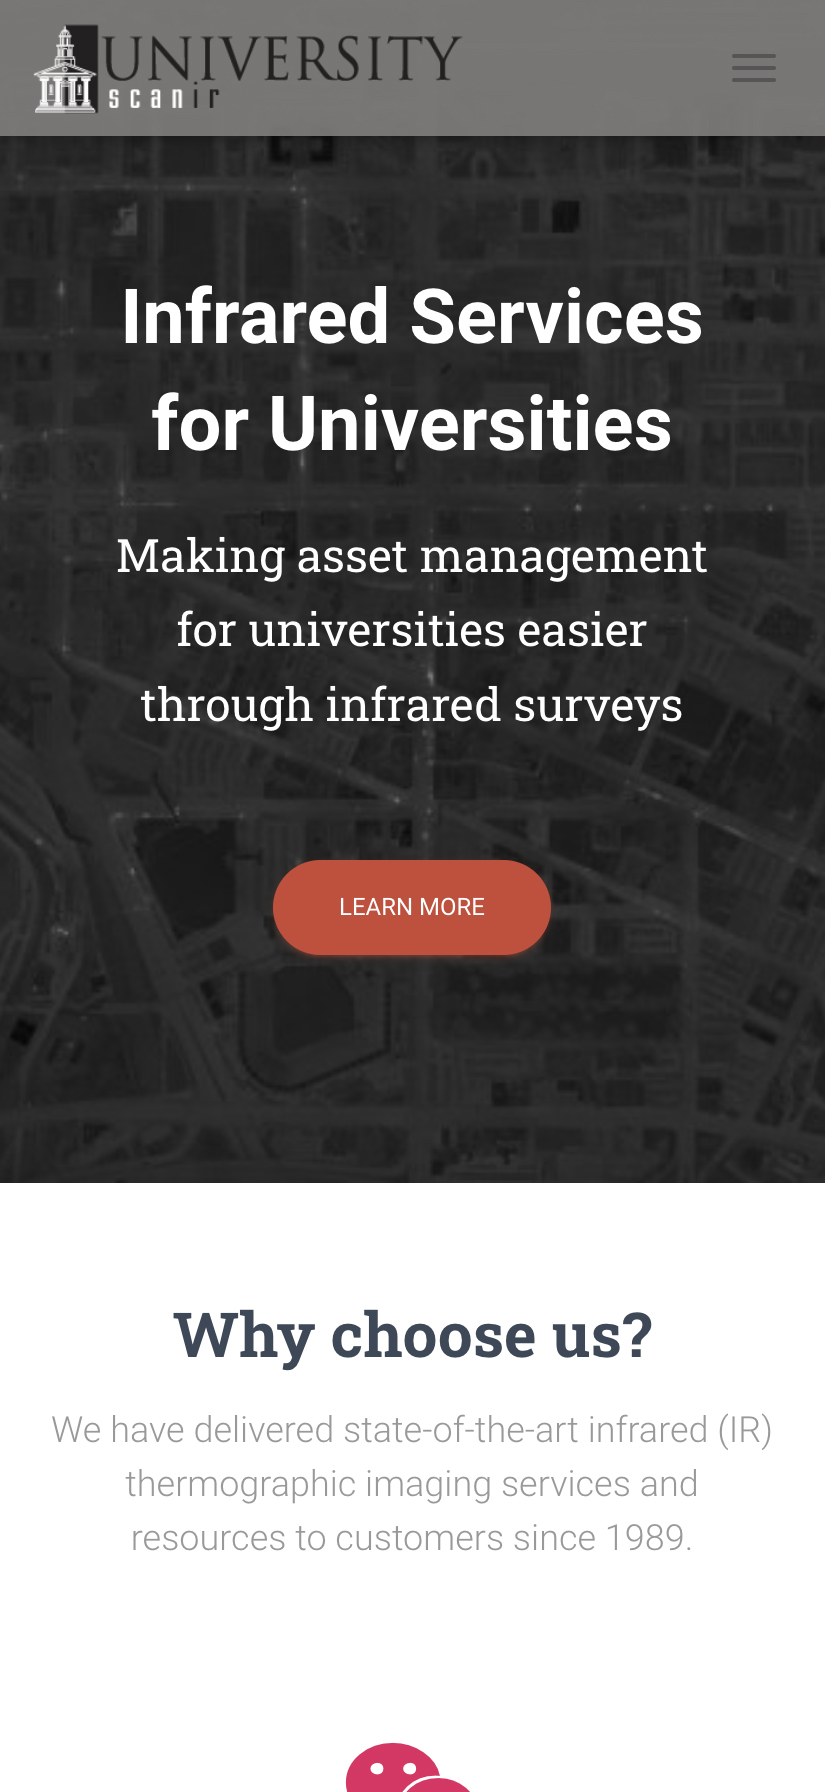 UNIVERSITY
scanir
Infrared Services
for Universities
Making asset management
for universities easier
through infrared surveys
LEARN MORE
Why choose us?
We have delivered state-of-the-art infrared (IR)
thermographic imaging services and
resources to customers since 1989.